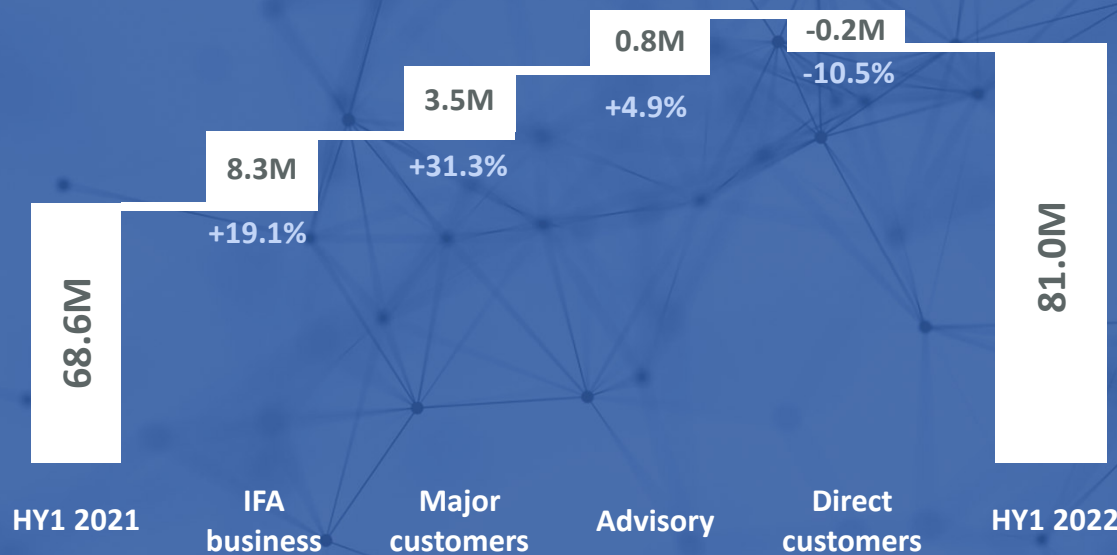 68.6M
8.3M
+19.1%
3.5M
+31.3%
0.8M
+4.9%
-0.2M
-10.5%
81.0M
HY1 2021
IFA
business
Major
customers
Advisory
Direct
customers
HY1 2022